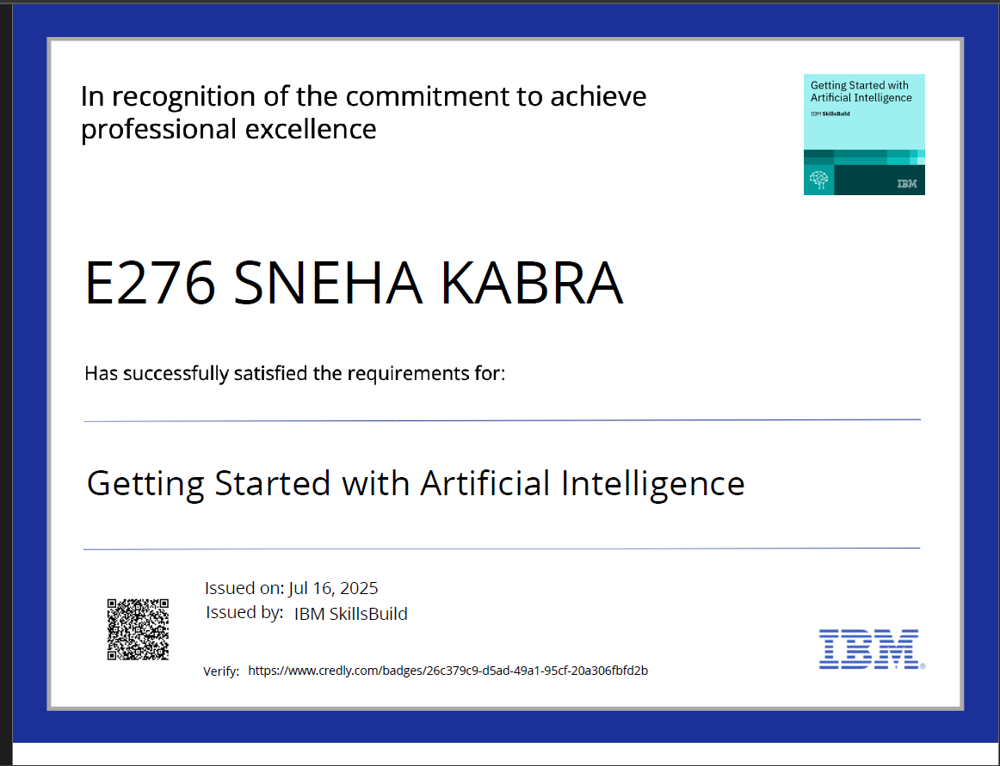 In recognition of the commitment to achieve
professional excellence
Getting Started with
Artificial Intelligence
IBM SkillsBuild
IBM
E276 SNEHA KABRA
Has successfully satisfied the requirements for:
Getting Started with Artificial Intelligence
Issued on: Jul 16, 2025
Issued by: IBM SkillsBuild
Verify: https://www.credly.com/badges/26c379c9-d5ad-49a1-95cf-20a306fbfd2b
IBM®